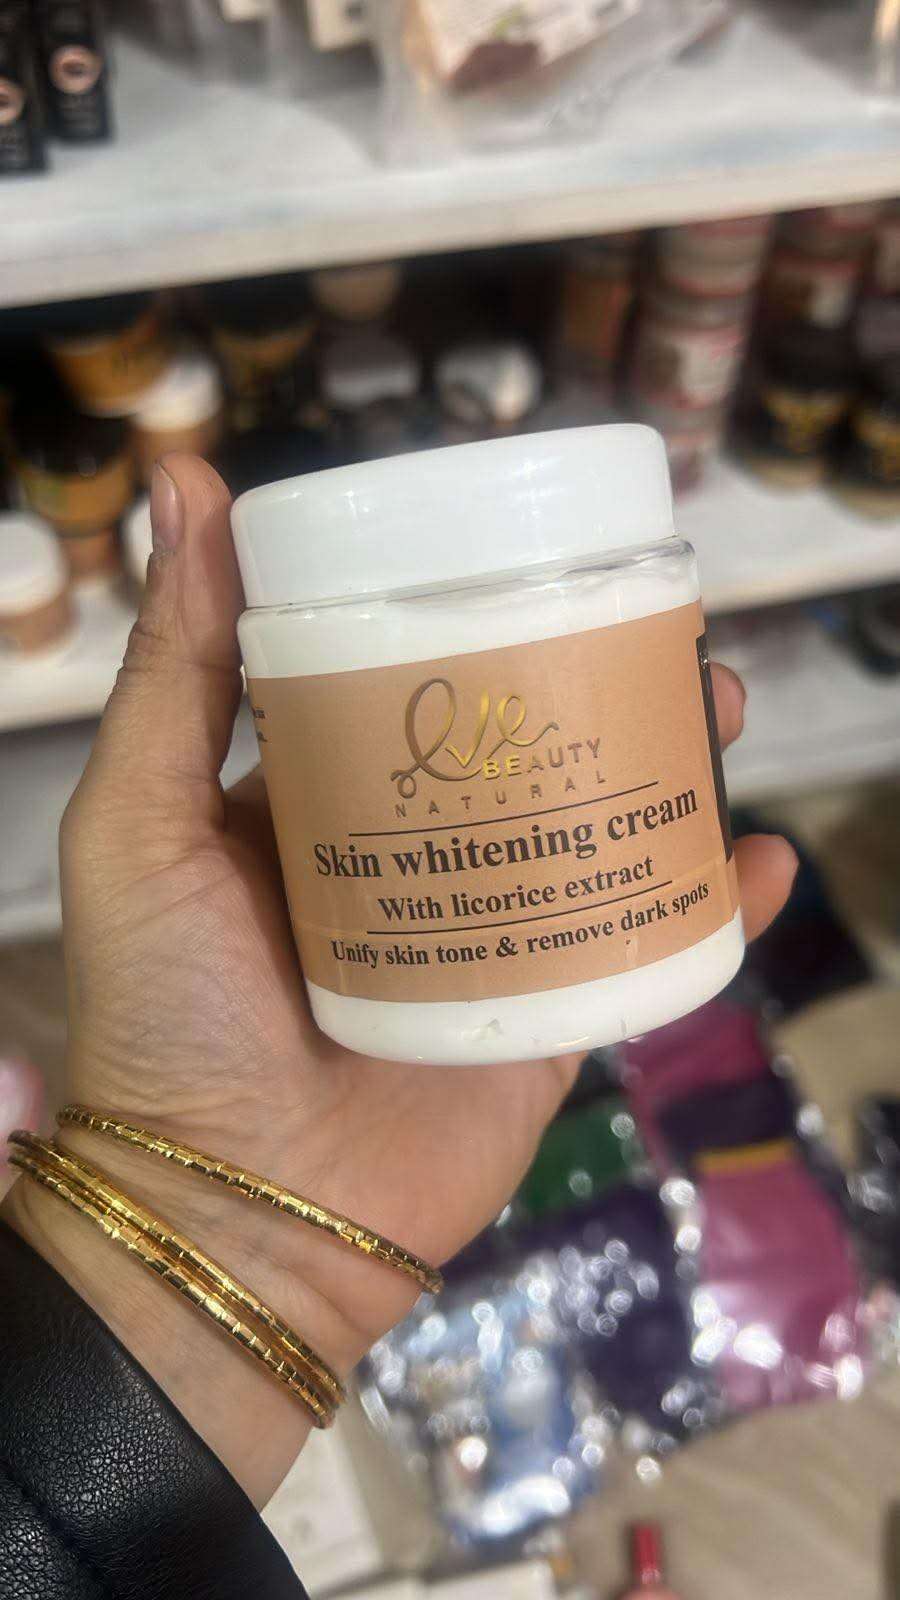 Eve
BEAUTY
NATURAL
Skin whitening cream
With licorice extract
Unify skin tone & remove dark spots